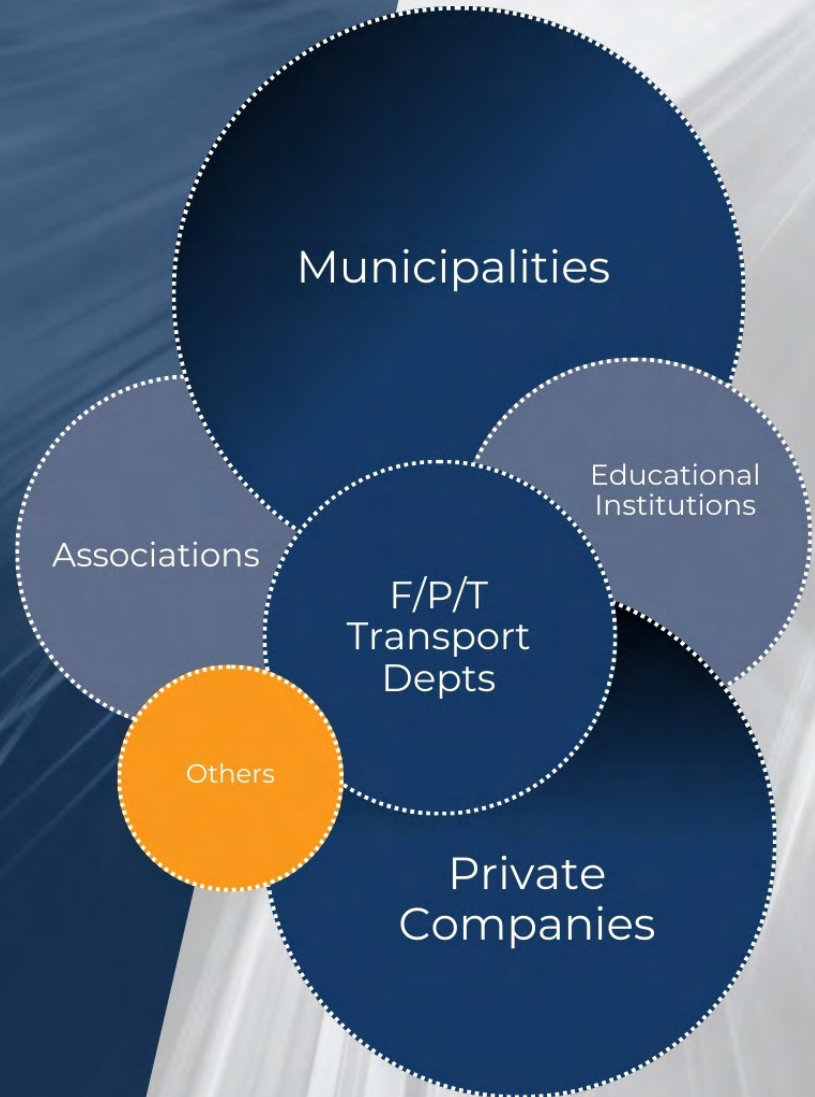 Municipalities
Educational
Institutions
Associations
F/P/T
Transport
Depts
Others
Private
Companies